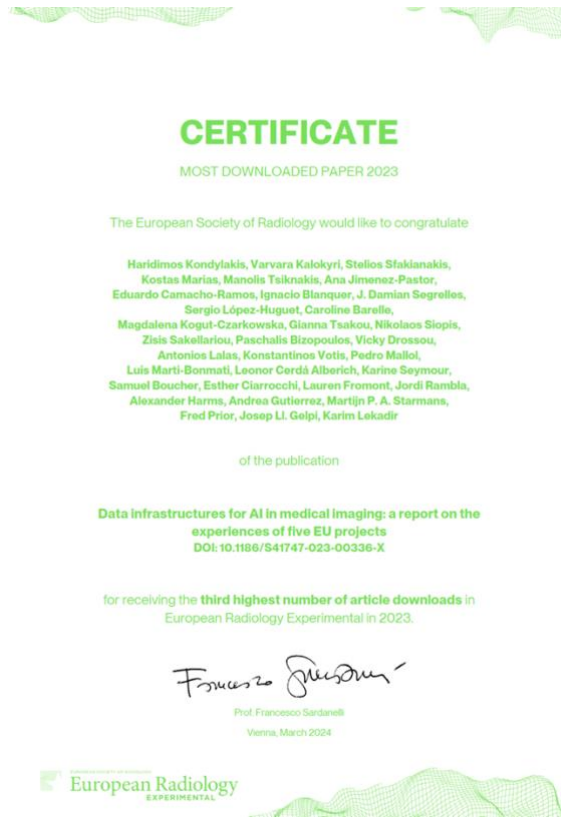 CERTIFICATE
MOST DOWNLOADED PAPER 2023
The European Society of Radiology would like to congratulate
Haridimos Kondylakis, Varvara Kalokyri, Stelios Sfakianakis,
Kostas Marias, Manolis Tsiknakis, Ana Jimenez-Pastor,
Eduardo Camacho-Ramos, Ignacio Blanquer, J. Damian Segrelles,
Sergio López-Huguet, Caroline Barelle,
Magdalena Kogut-Czarkowska, Gianna Tsakou, Nikolaos Siopis,
Zisis Sakellariou, Paschalis Bizopoulos, Vicky Drossou,
Antonios Lalas, Konstantinos Votis, Pedro Mallol,
Luis Marti-Bonmati, Leonor Cerdá Alberich, Karine Seymour,
Samuel Boucher, Esther Ciarrocchi, Lauren Fromont, Jordi Rambla,
Alexander Harms, Andrea Gutierrez, Martijn P. A. Starmans,
Fred Prior, Josep Ll. Gelpi, Karim Lekadir
of the publication
Data infrastructures for AI in medical imaging: a report on the
experiences of five EU projects
DOI: 10.1186/S41747-023-00336-X
for receiving the third highest number of article downloads in
European Radiology Experimental in 2023.
Prof. Francesco Sardanelli
Vienna, March 2024
European Radiology
EXPERIMENTAL